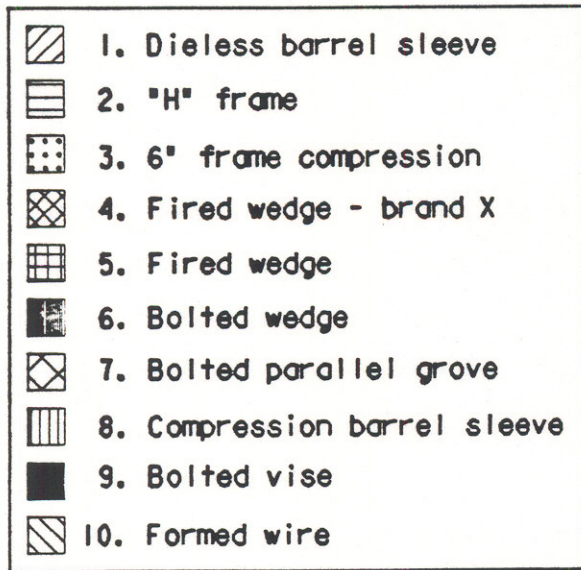 1. Dieless barrel sleeve
2. "H" frame
3. 6" frame compression
4. Fired wedge - brand X
5. Fired wedge
6. Bolted wedge
7. Bolted parallel grove
8. Compression barrel sleeve
9. Bolted vise
10. Formed wire